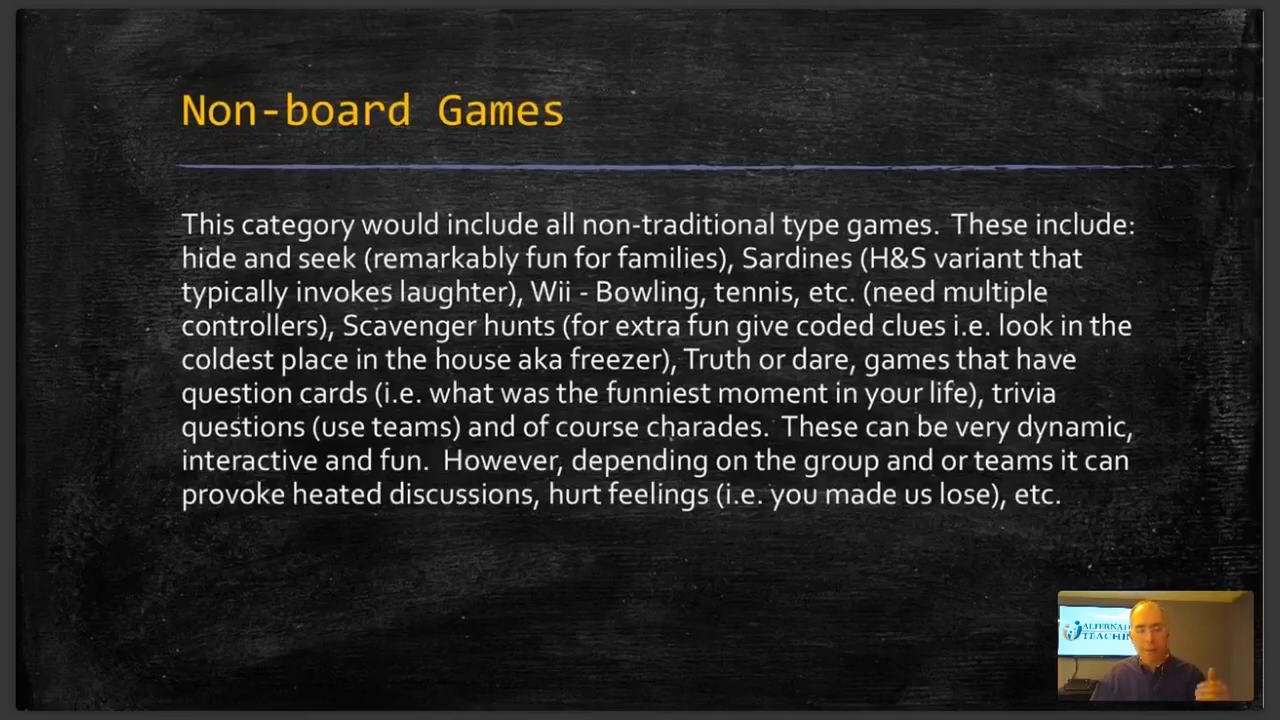 Non-board Games
This category would include all non-traditional type games.  These include:
hide and seek (remarkably fun for families), Sardines (H&S variant that
typically invokes laughter), Wii - Bowling, tennis, etc. (need multiple
controllers), Scavenger hunts (for extra fun give coded clues i.e. look in the
coldest place in the house aka freezer), Truth or dare, games that have
question cards (i.e. what was the funniest moment in your life), trivia
questions (use teams) and of course charades.  These can be very dynamic,
interactive and fun.  However, depending on the group and or teams it can
provoke heated discussions, hurt feelings (i.e. you made us lose), etc.